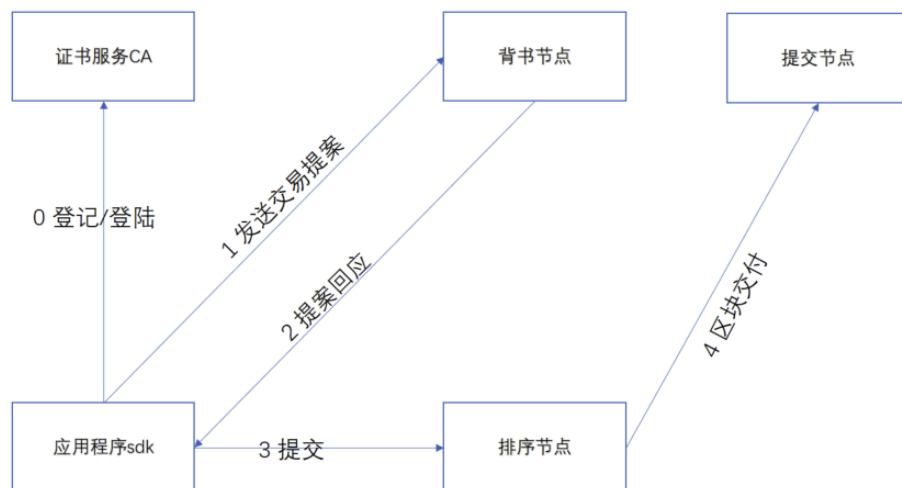 证书服务CA
背书节点
提交节点
0 登记/登陆
1 发送交易提案
2 提案回应
4 区块交付
应用程序sdk
3 提交
排序节点